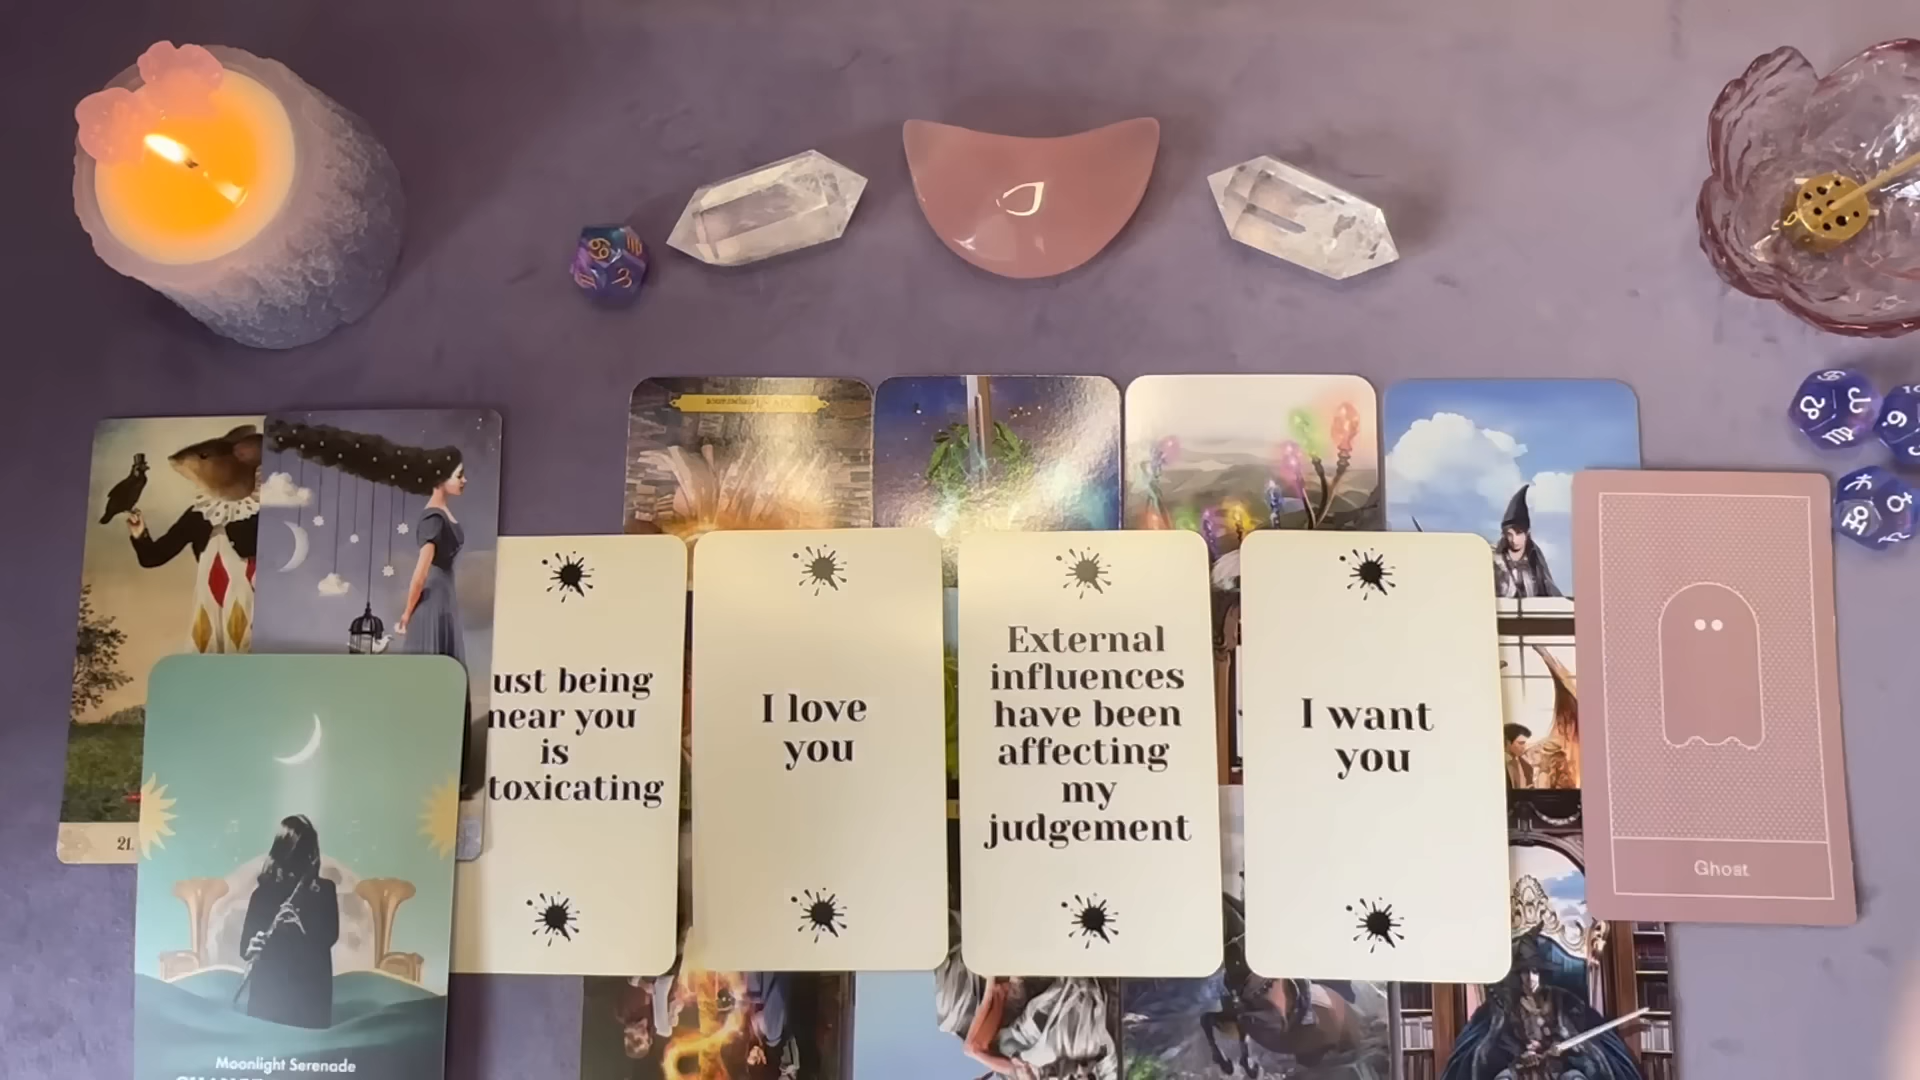 ust being
near you
is
toxicating
I love
you
External
influences
have been
affecting
my
judgement
I want
you
Ghost
21.
Moonlight Serenade